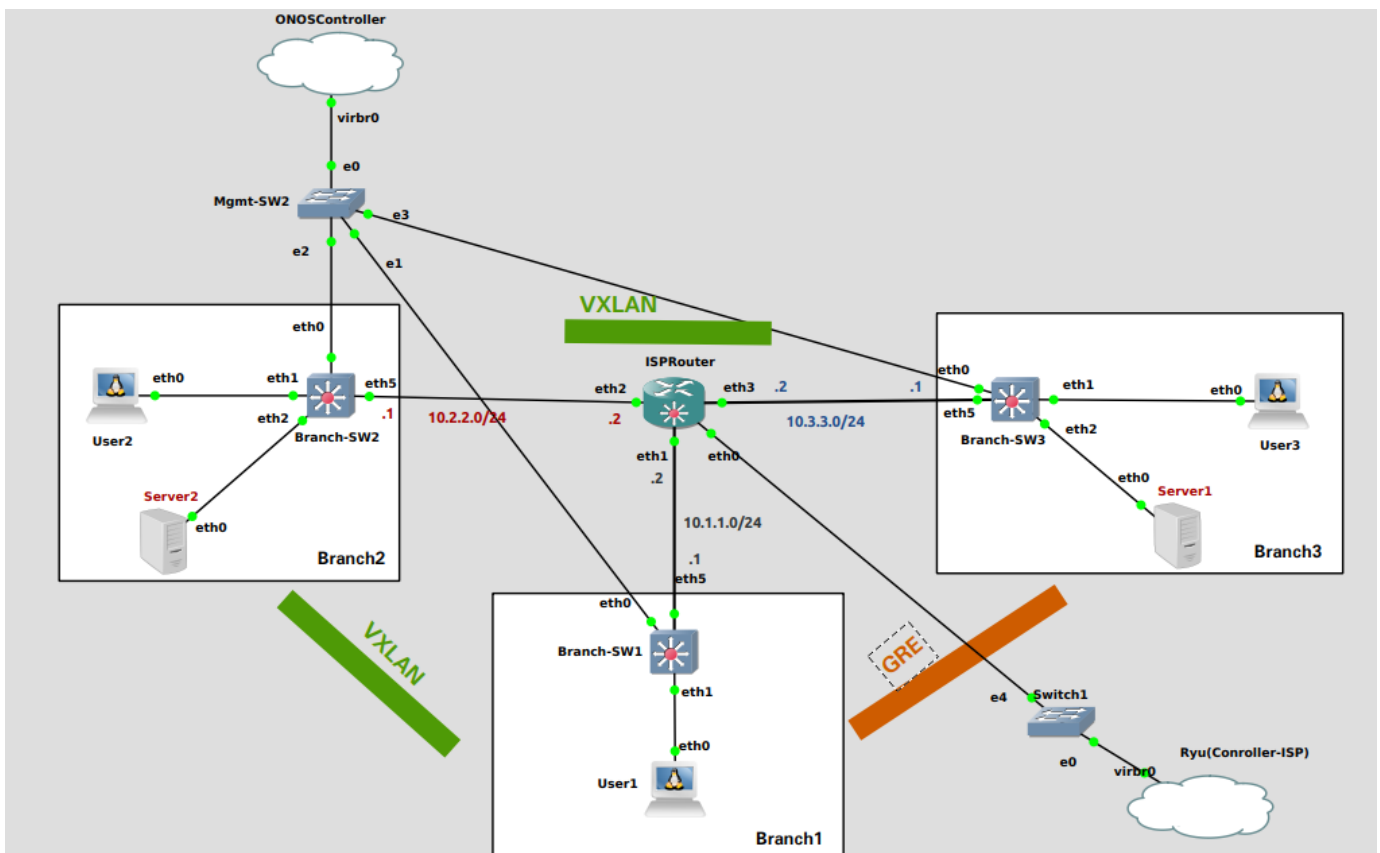 ONOSController
virbr0
e0
Mgmt-SW2
e3
e2
e1
VXLAN
eth0
ISPRouter
eth0
eth1
eth5
eth2
eth3
.2
.1
eth0
eth1
eth0
User2
eth2
.1
Branch-SW2
10.2.2.0/24
.2
10.3.3.0/24
eth5
Branch-SW3
eth2
User3
eth1
.2
eth0
Server2
eth0
eth0
Server1
10.1.1.0/24
Branch2
Branch3
.1
eth5
eth0
VXLAN
Branch-SW1
GRE
eth1
e4
Switch1
eth0
User1
e0
virbr0
Ryu(Conroller-ISP)
Branch1